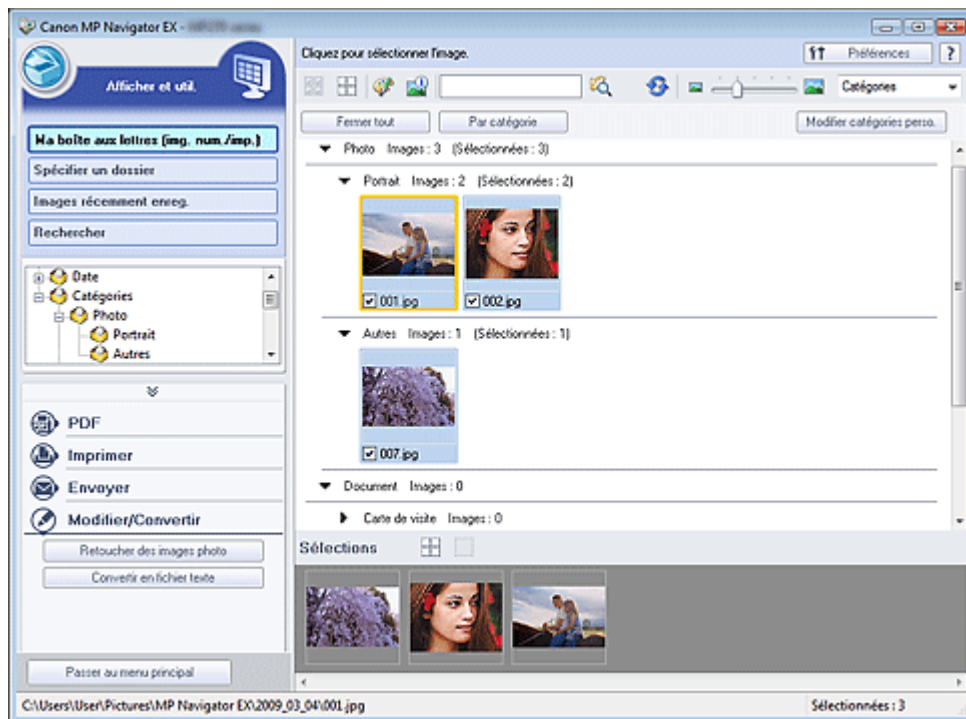 Canon MP Navigator EX -
Cliquez pour sélectionner l'image.
Préférences
?
Afficher et util.
Catégories
Fermer tout
Par catégorie
Modifier catégories perso.
Ma boîte aux lettres (img. num./imp.)
Spécifier un dossier
Images récemment enreg.
Rechercher
Date
Catégories
Photo
Portrait
Autres
PDF
Imprimer
Envoyer
Modifier/Convertir
Retoucher des images photo
Convertir en fichier texte
Passer au menu principal
Photo Images : 3 (Sélectionnées : 3)
Portrait Images : 2 (Sélectionnées : 2)
001.jpg
002.jpg
Autres Images : 1 (Sélectionnées : 1)
007.jpg
Document Images : 0
Carte de visite Images : 0
Sélections
C:\Users\User\Pictures\MP Navigator EX\2009_03_04\001.jpg
Sélectionnées : 3